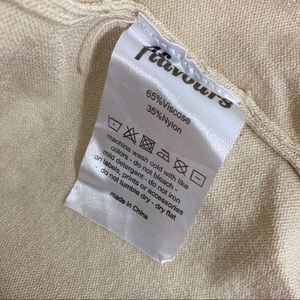 flavours
65%Viscose
35%Nylon
machine wash cold with like
colors - do not bleach -
mild detergent - do not iron
on labels, prints or accessories
do not tumble dry - dry flat
Made in China